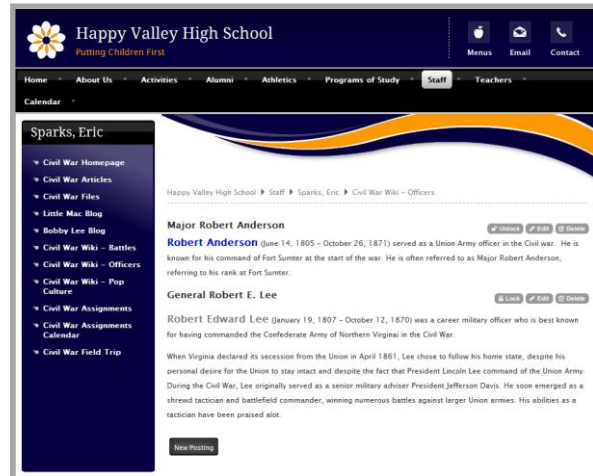 Happy Valley High School
Putting Children First
Menus
Email
Contact
Home
About Us
Activities
Alumni
Athletics
Programs of Study
Staff
Teachers
Calendar
Sparks, Eric
Civil War Homepage
Civil War Articles
Civil War Files
Little Mac Blog
Bobby Lee Blog
Civil War Wiki – Battles
Civil War Wiki – Officers
Civil War Wiki – Pop
Culture
Civil War Assignments
Civil War Assignments
Calendar
Civil War Field Trip
Happy Valley High School Staff Sparks, Eric Civil War Wiki – Officers
Major Robert Anderson
Unlock Edit Delete
Robert Anderson (June 14, 1805 – October 26, 1871) served as a Union Army officer in the Civil war. He is
known for his command of Fort Sumter at the start of the war. He is often referred to as Major Robert Anderson,
referring to his rank at Fort Sumter.
General Robert E. Lee
Lock Edit Delete
Robert Edward Lee (January 19, 1807 – October 12, 1870) was a career military officer who is best known
for having commanded the Confederate Army of Northern Virginai in the Civil War.
When Virginia declared its secession from the Union in April 1861, Lee chose to follow his home state, despite his
personal desire for the Union to stay intact and despite the fact that President Lincoln Lee command of the Union Army.
During the Civil War, Lee originally served as a senior military adviser President Jefferson Davis. He soon emerged as a
shrewd tactician and battlefield commander, winning numerous battles against larger Union armies. His abilities as a
tactician have been praised alot.
New Posting